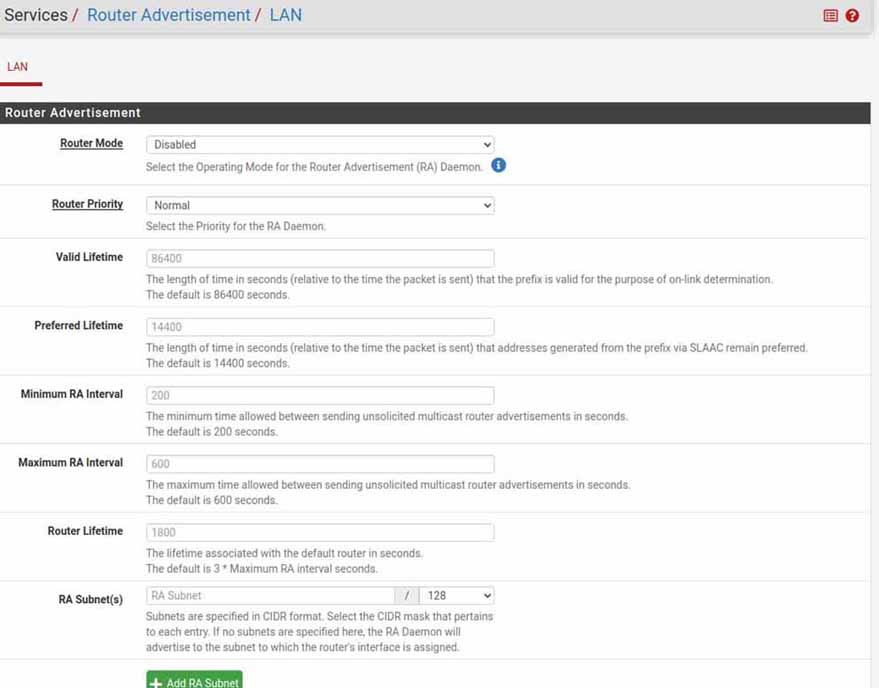 Services / Router Advertisement / LAN
LAN
Router Advertisement
Router Mode
Disabled
Select the Operating Mode for the Router Advertisement (RA) Daemon.
Router Priority
Normal
Select the Priority for the RA Daemon.
Valid Lifetime
86400
The length of time in seconds (relative to the time the packet is sent) that the prefix is valid for the purpose of on-link determination.
The default is 86400 seconds.
Preferred Lifetime
14400
The length of time in seconds (relative to the time the packet is sent) that addresses generated from the prefix via SLAAC remain preferred.
The default is 14400 seconds.
Minimum RA Interval
200
The minimum time allowed between sending unsolicited multicast router advertisements in seconds.
The default is 200 seconds.
Maximum RA Interval
600
The maximum time allowed between sending unsolicited multicast router advertisements in seconds.
The default is 600 seconds.
Router Lifetime
1800
The lifetime associated with the default router in seconds.
The default is 3 * Maximum RA interval seconds.
RA Subnet(s)
RA Subnet / 128
Subnets are specified in CIDR format. Select the CIDR mask that pertains
to each entry. If no subnets are specified here, the RA Daemon will
advertise to the subnet to which the router's interface is assigned.
+ Add RA Subnet